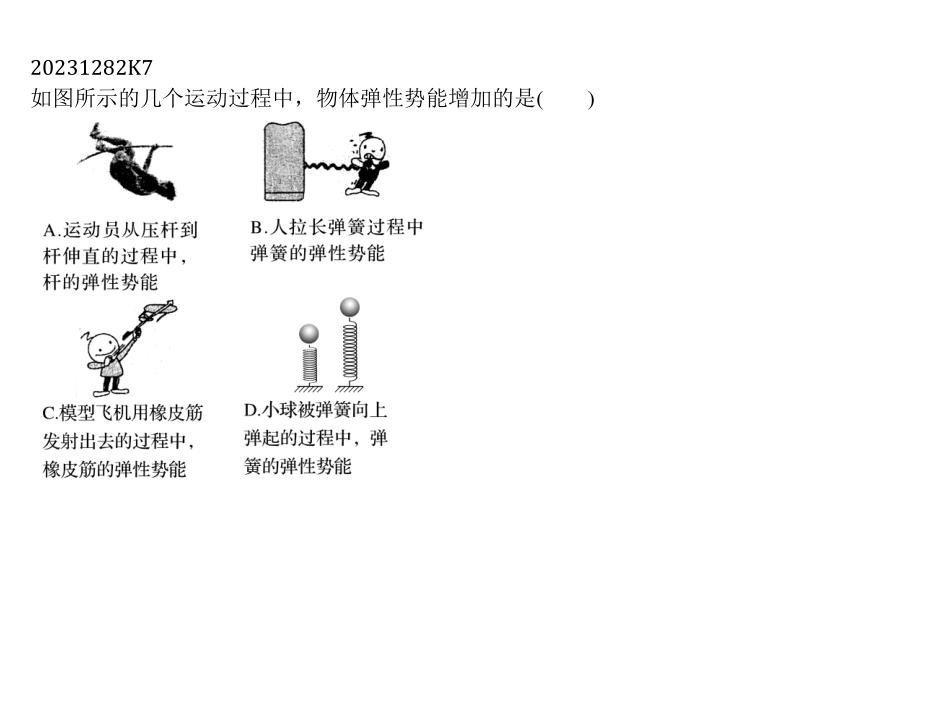 20231282K7
如图所示的几个运动过程中，物体弹性势能增加的是(　　)
A.运动员从压杆到
杆伸直的过程中，
杆的弹性势能
B.人拉长弹簧过程中
弹簧的弹性势能
C.模型飞机用橡皮筋
发射出去的过程中，
橡皮筋的弹性势能
D.小球被弹簧向上
弹起的过程中，弹
簧的弹性势能